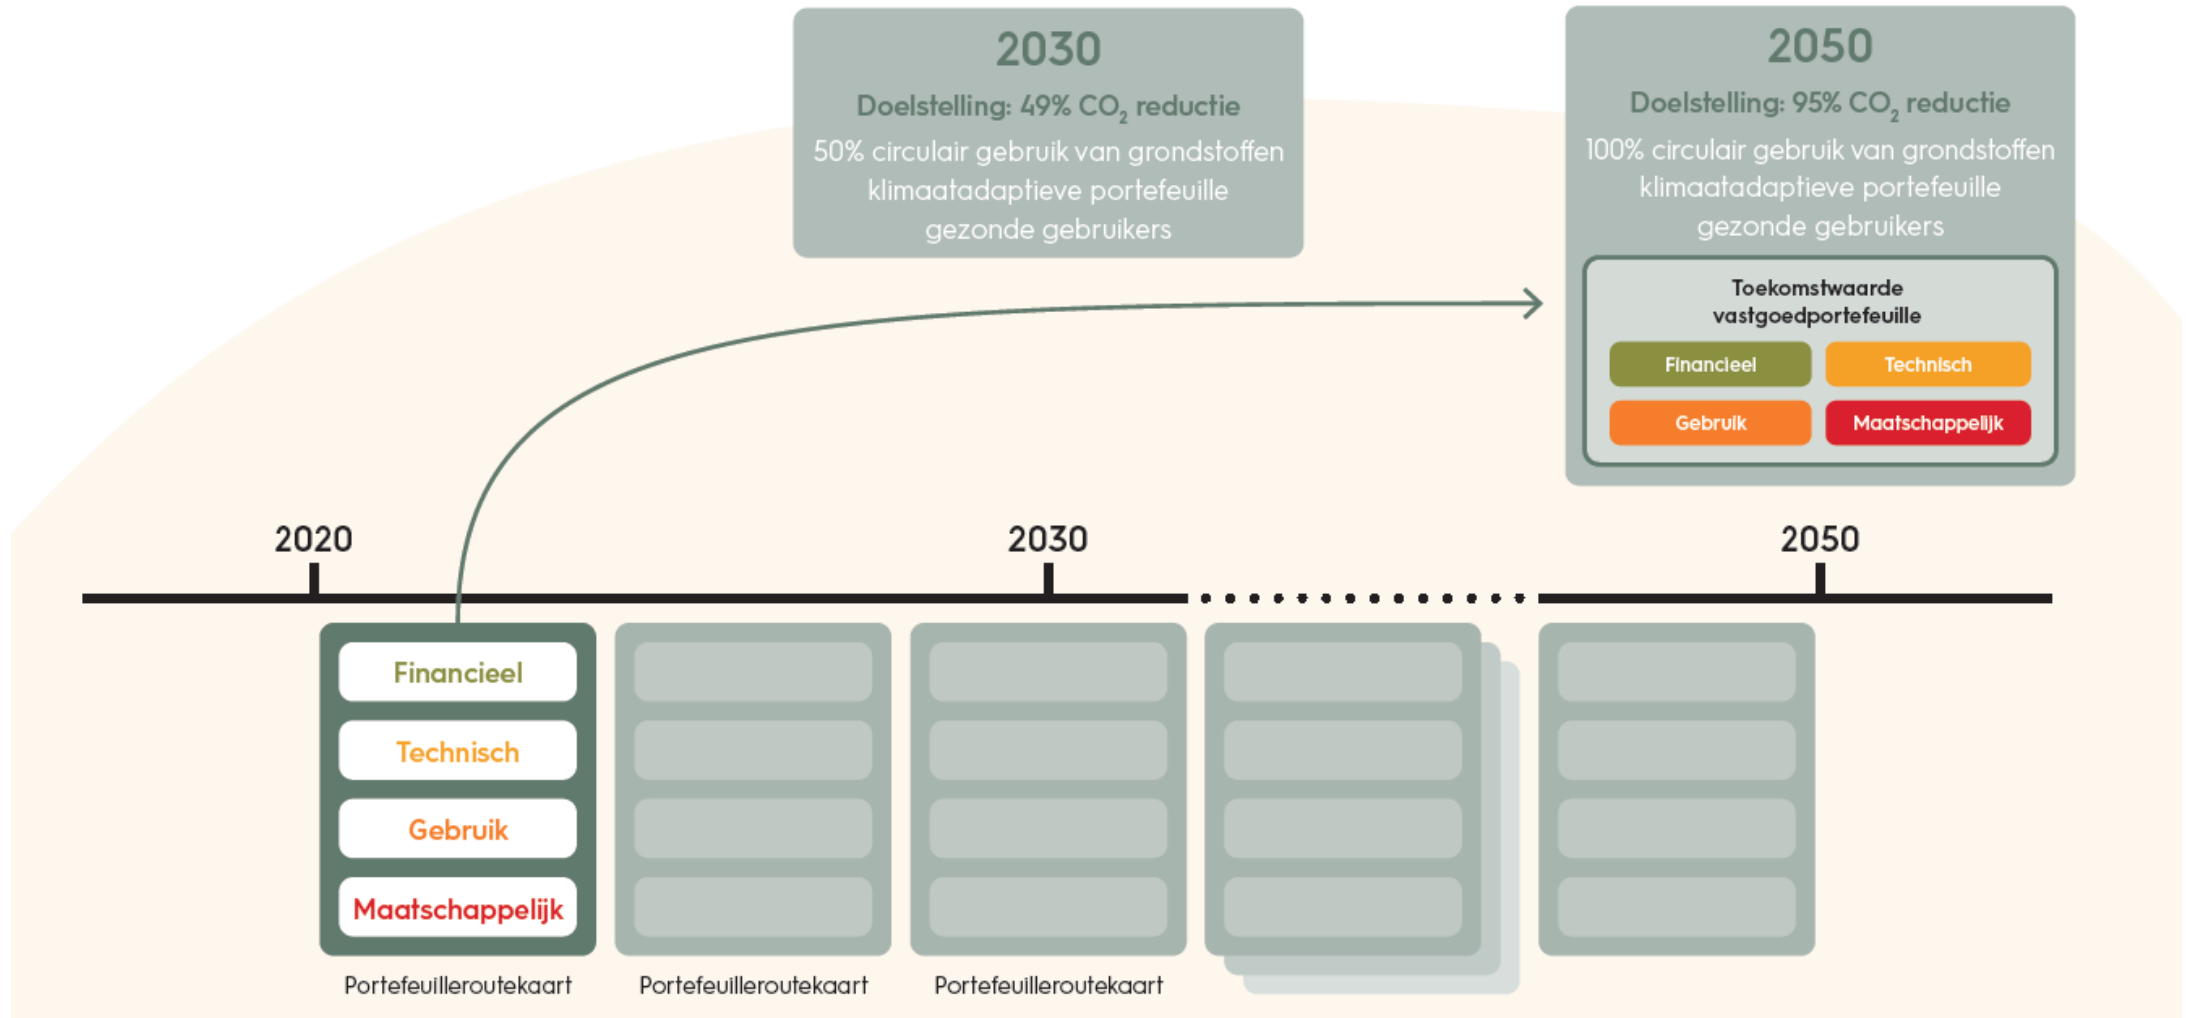 2030
Doelstelling: 49% CO₂ reductie
50% circulair gebruik van grondstoffen
klimaatadaptieve portefeuille
gezonde gebruikers
2050
Doelstelling: 95% CO₂ reductie
100% circulair gebruik van grondstoffen
klimaatadaptieve portefeuille
gezonde gebruikers
Toekomstwaarde
vastgoedportefeuille
Financieel
Technisch
Gebruik
Maatschappelijk
2020
2030
2050
Financieel
Technisch
Gebruik
Maatschappelijk
Portefeuilleroutekaart
Portefeuilleroutekaart
Portefeuilleroutekaart